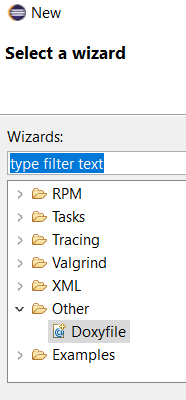 New
Select a wizard
Wizards:
type filter text
RPM
Tasks
Tracing
Valgrind
XML
Other
Doxyfile
Examples